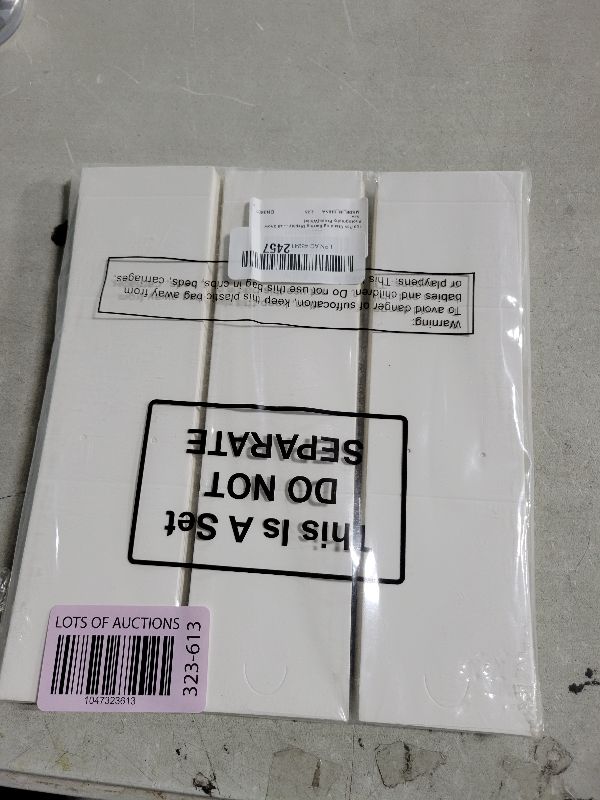 Warning:
To avoid danger of suffocation, keep this plastic bag away from
babies and children. Do not use this bag in cribs, beds, carriages,
or playpens. This
2457
This Is A Set
DO NOT
SEPARATE
LOTS OF AUCTIONS
1047323613
323-613